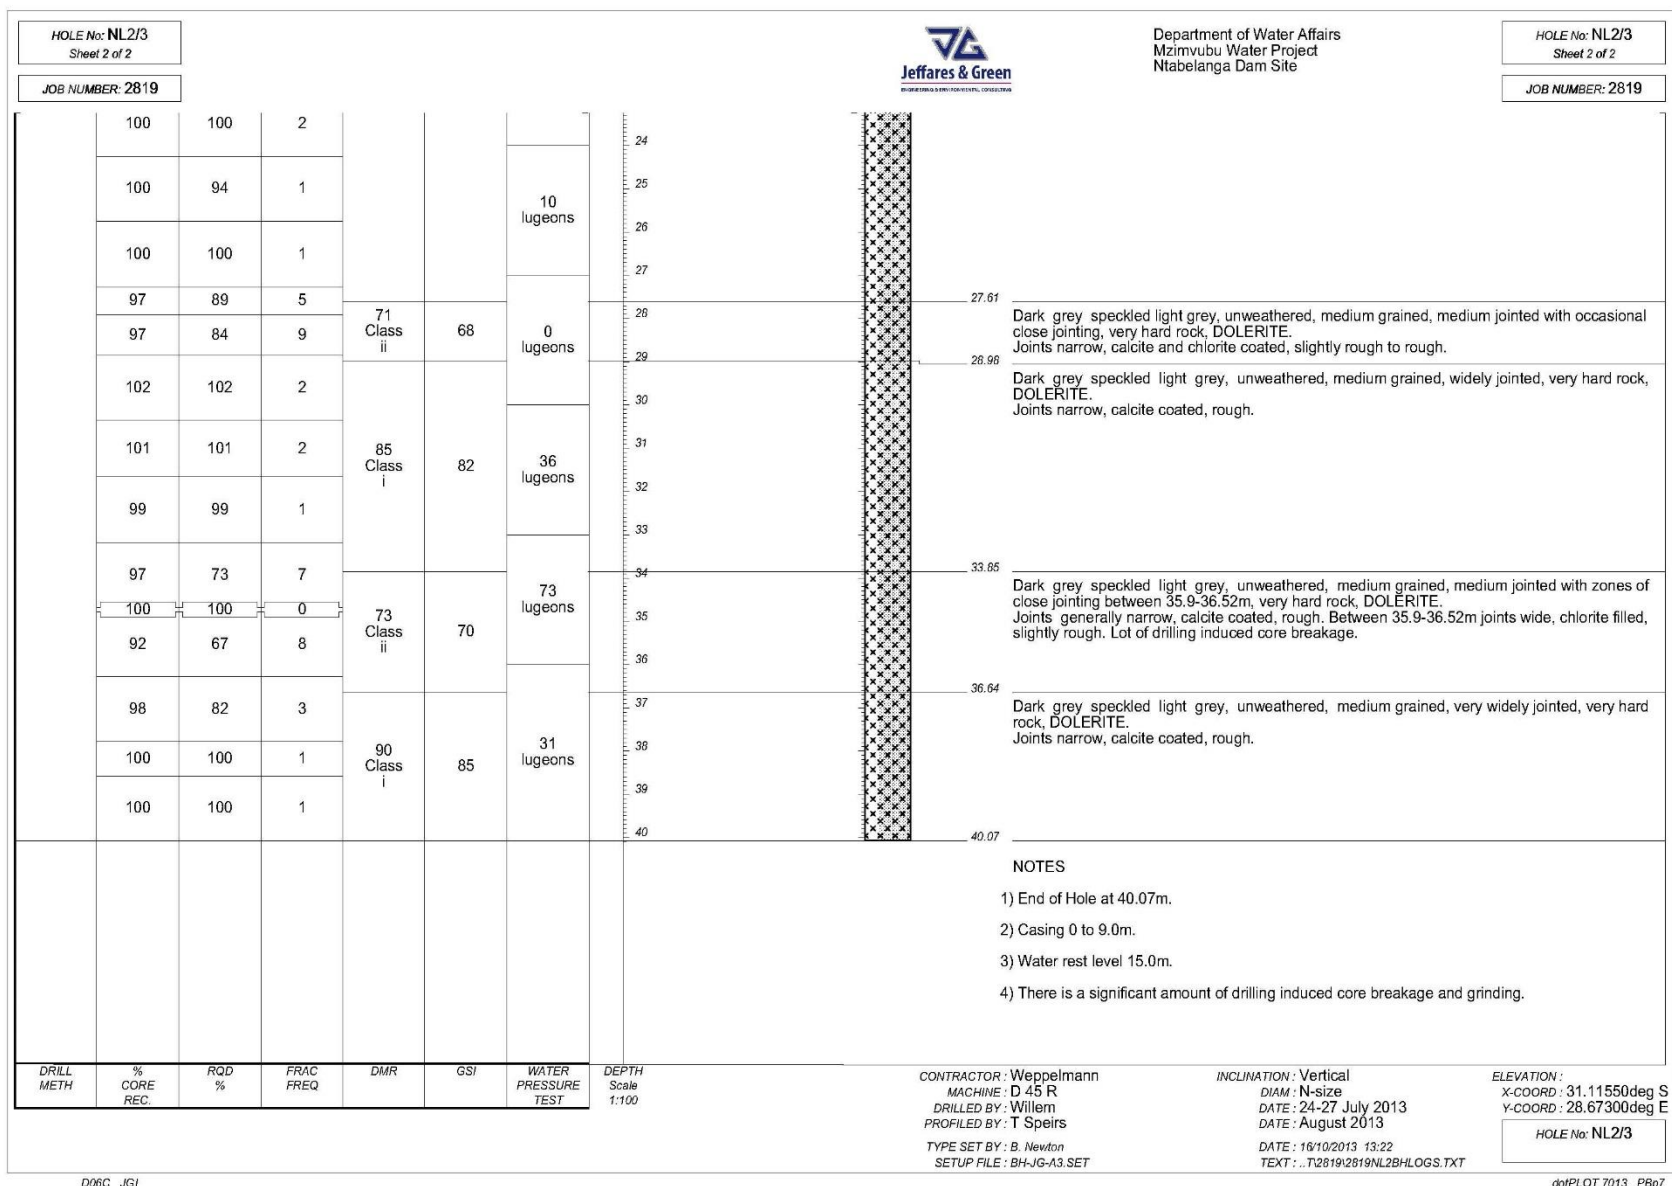 HOLE No: NL2/3
Sheet 2 of 2
JOB NUMBER: 2819
JG
Jeffares & Green
ENGINEERING & ENVIRONMENTAL CONSULTING
Department of Water Affairs
Mzimvubu Water Project
Ntabelanga Dam Site
HOLE No: NL2/3
Sheet 2 of 2
JOB NUMBER: 2819
100 100 2
24
100 94 1
25
10
lugeons
26
100 100 1
27
97 89 5
27.61
28
71
Class
ii
68
0
lugeons
Dark grey speckled light grey, unweathered, medium grained, medium jointed with occasional
close jointing, very hard rock, DOLERITE.
Joints narrow, calcite and chlorite coated, slightly rough to rough.
97 84 9
29
28.98
102 102 2
Dark grey speckled light grey, unweathered, medium grained, widely jointed, very hard rock,
DOLERITE.
Joints narrow, calcite coated, rough.
30
31
101 101 2
85
Class
i
82
36
lugeons
32
99 99 1
33
33.85
34
97 73 7
73
lugeons
Dark grey speckled light grey, unweathered, medium grained, medium jointed with zones of
close jointing between 35.9-36.52m, very hard rock, DOLERITE.
Joints generally narrow, calcite coated, rough. Between 35.9-36.52m joints wide, chlorite filled,
slightly rough. Lot of drilling induced core breakage.
100 100 0
35
73
Class
ii
70
92 67 8
36
36.64
37
98 82 3
Dark grey speckled light grey, unweathered, medium grained, very widely jointed, very hard
rock, DOLERITE.
Joints narrow, calcite coated, rough.
31
lugeons
38
100 100 1
90
Class
i
85
39
100 100 1
40
40.07
NOTES
1) End of Hole at 40.07m.
2) Casing 0 to 9.0m.
3) Water rest level 15.0m.
4) There is a significant amount of drilling induced core breakage and grinding.
DRILL
METH
%
CORE
REC.
RQD
%
FRAC
FREQ
DMR
GSI
WATER
PRESSURE
TEST
DEPTH
Scale
1:100
CONTRACTOR : Weppelmann
MACHINE : D 45 R
DRILLED BY : Willem
PROFILED BY : T Speirs
TYPE SET BY : B. Newton
SETUP FILE : BH-JG-A3.SET
INCLINATION : Vertical
DIAM : N-size
DATE : 24-27 July 2013
DATE : August 2013
DATE : 16/10/2013 13:22
TEXT : ..T\2819\2819NL2BHLOGS.TXT
ELEVATION :
X-COORD : 31.11550deg S
Y-COORD : 28.67300deg E
HOLE No: NL2/3
D06C JGI
dotPLOT 7013 PBp7